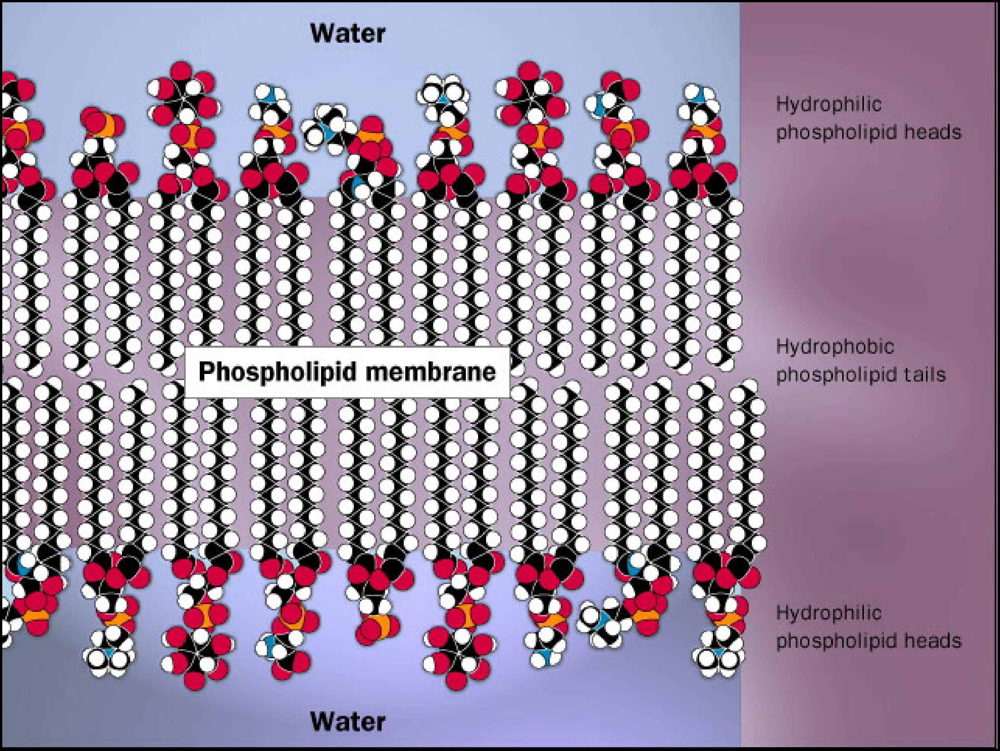 Water
Hydrophilic
phospholipid heads
Hydrophobic
phospholipid tails
Phospholipid membrane
Hydrophilic
phospholipid heads
Water